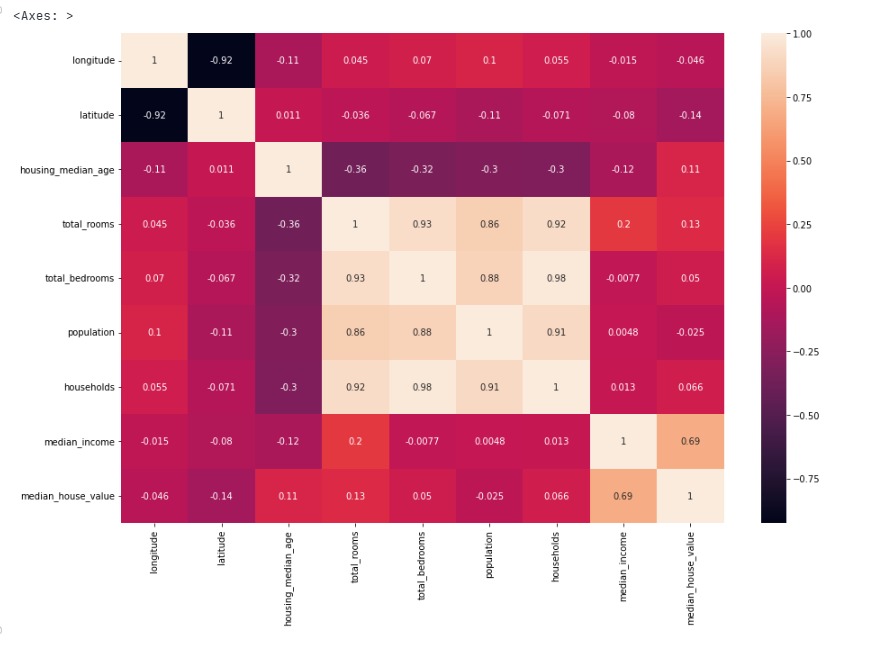 <Axes: >
longitude 1 -0.92 -0.11 0.045 0.07 0.1 0.055 -0.015 -0.046
latitude -0.92 1 0.011 -0.036 -0.067 -0.11 -0.071 -0.08 -0.14
housing_median_age -0.11 0.011 1 -0.36 -0.32 -0.3 -0.3 -0.12 0.11
total_rooms 0.045 -0.036 -0.36 1 0.93 0.86 0.92 0.2 0.13
total_bedrooms 0.07 -0.067 -0.32 0.93 1 0.88 0.98 -0.0077 0.05
population 0.1 -0.11 -0.3 0.86 0.88 1 0.91 0.0048 -0.025
households 0.055 -0.071 -0.3 0.92 0.98 0.91 1 0.013 0.066
median_income -0.015 -0.08 -0.12 0.2 -0.0077 0.0048 0.013 1 0.69
median_house_value -0.046 -0.14 0.11 0.13 0.05 -0.025 0.066 0.69 1
longitude
latitude
housing_median_age
total_rooms
total_bedrooms
population
households
median_income
median_house_value
1.00
0.75
0.50
0.25
0.00
−0.25
−0.50
−0.75